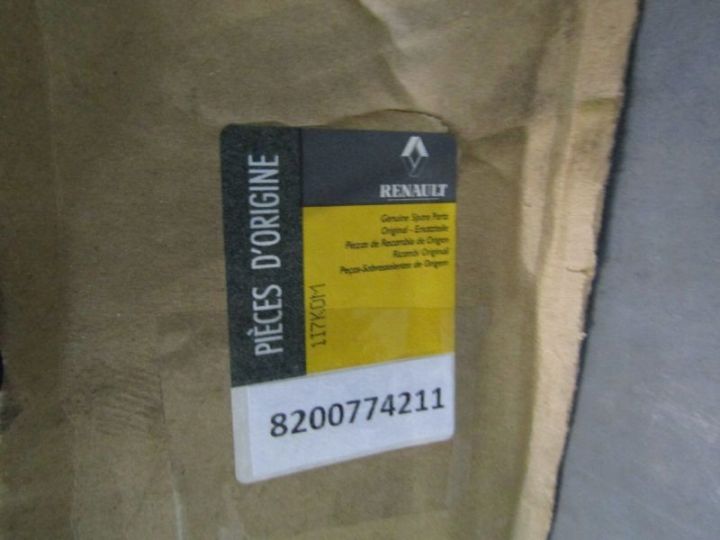 PIÈCES D'ORIGINE
RENAULT
Genuine Spare Parts
Original - Ersatzteile
Piezas de Recambio de Origen
Ricambi Originali
Peças-Sobresselentes de Origem
117KDM
8200774211